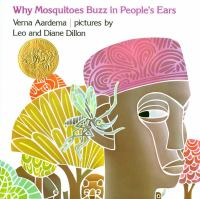 Why Mosquitoes Buzz in People's Ears
Verna Aardema | pictures by
Leo and Diane Dillon